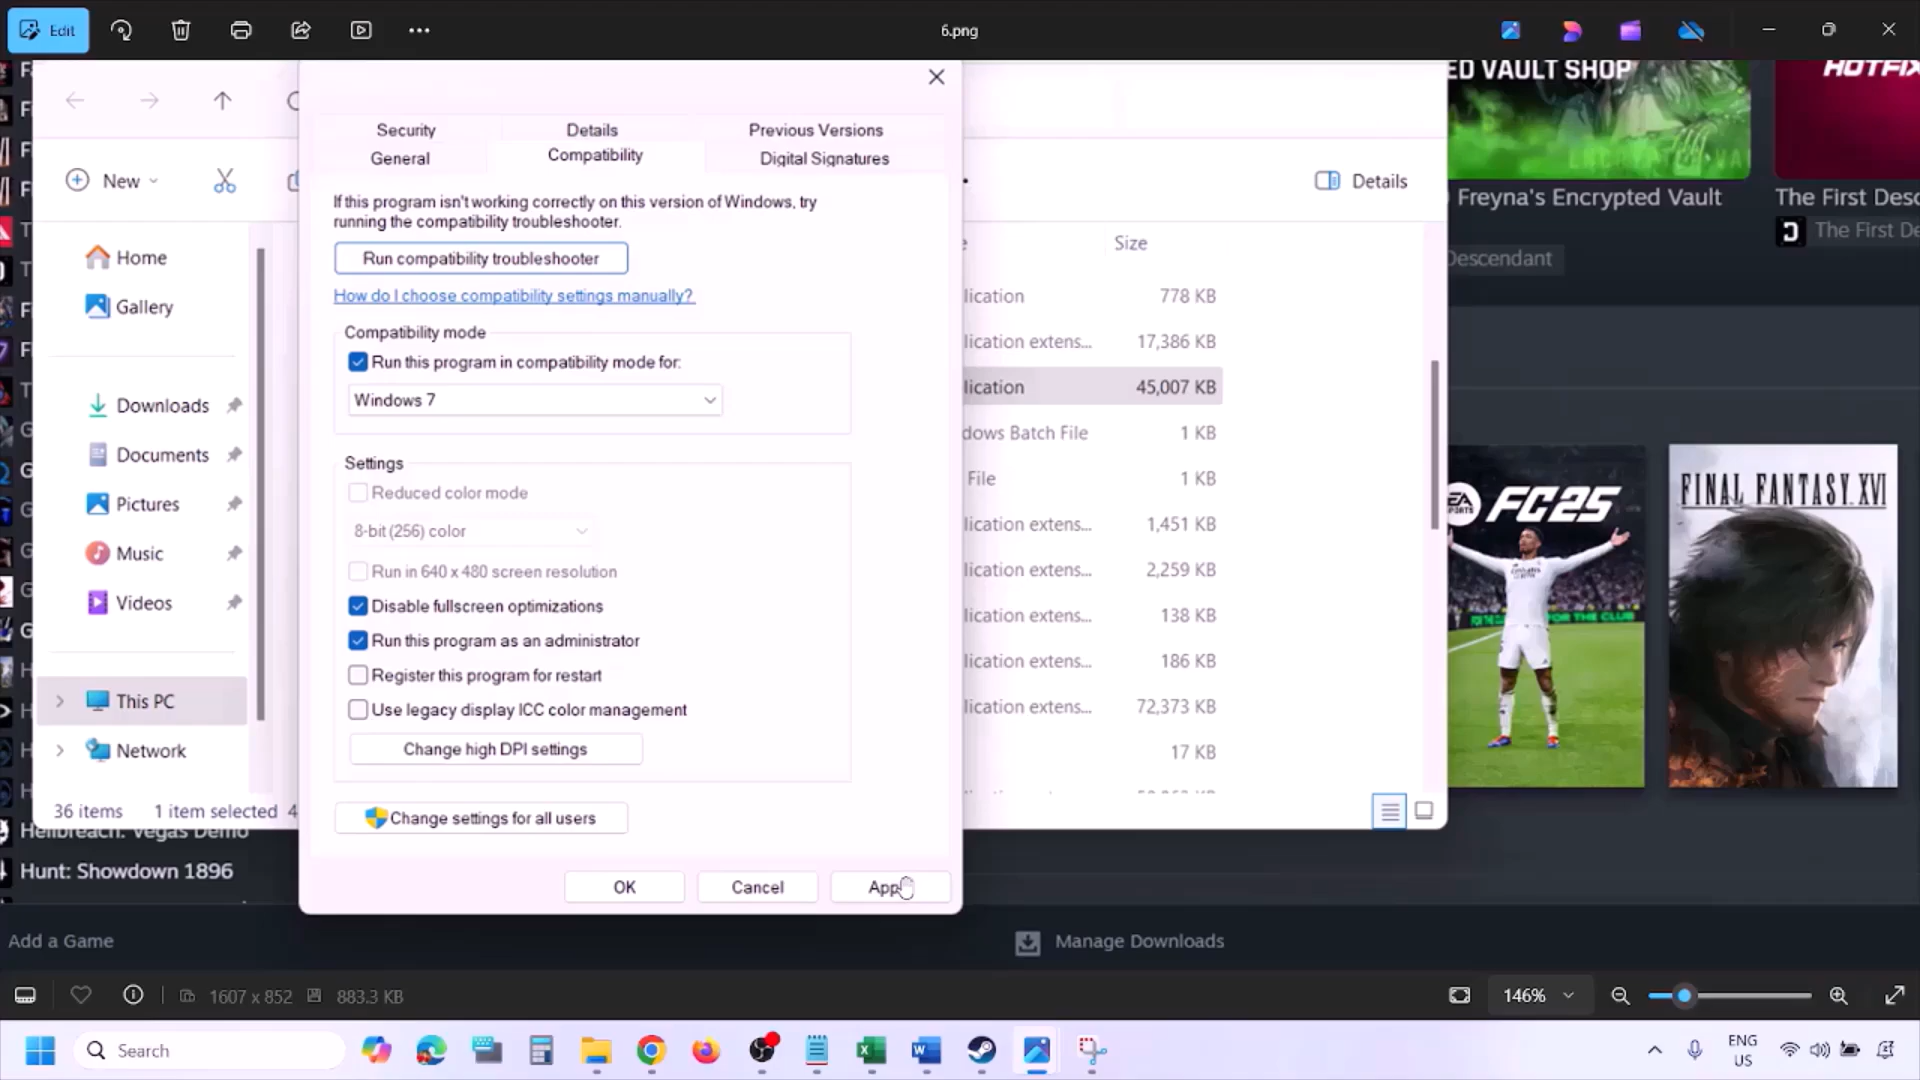 Edit
6.png
ED VAULT SHOP
HOTFIX
Security
Details
Previous Versions
General
Compatibility
Digital Signatures
New
Details
If this program isn't working correctly on this version of Windows, try
running the compatibility troubleshooter.
Run compatibility troubleshooter
How do I choose compatibility settings manually?
Compatibility mode
Run this program in compatibility mode for:
Windows 7
Settings
Reduced color mode
8-bit (256) color
Run in 640 x 480 screen resolution
Disable fullscreen optimizations
Run this program as an administrator
Register this program for restart
Use legacy display ICC color management
Change high DPI settings
Change settings for all users
OK
Cancel
Home
Gallery
Downloads
Documents
Pictures
Music
Videos
This PC
Network
36 items
1 item selected 4
Size
lication
778 KB
lication extens...
17,386 KB
lication
45,007 KB
dows Batch File
1 KB
File
1 KB
lication extens...
1,451 KB
lication extens...
2,259 KB
lication extens...
138 KB
lication extens...
186 KB
lication extens...
72,373 KB
17 KB
Freyna's Encrypted Vault
The First Desc
The First De
Descendant
EA SPORTS FC25
FINAL FANTASY XVI
Hellbreach: Vegas Demo
Hunt: Showdown 1896
Add a Game
Manage Downloads
1607 x 852
883.3 KB
146%
Search
ENG
US